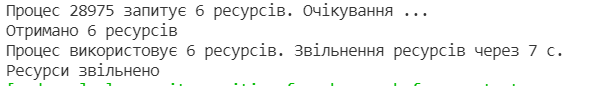 Процес 28975 запитує 6 ресурсів. Очікування ...
Отримано 6 ресурсів
Процес використовує 6 ресурсів. Звільнення ресурсів через 7 с.
Ресурси звільнено